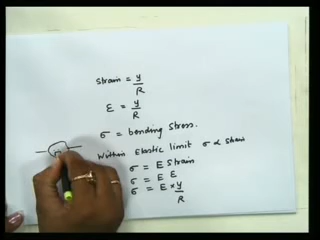 Strain = y/R
ε = y/R
σ = bending stress.
Within Elastic limit σ ∝ strain
σ = E strain
σ = E ε
σ = E × y/R